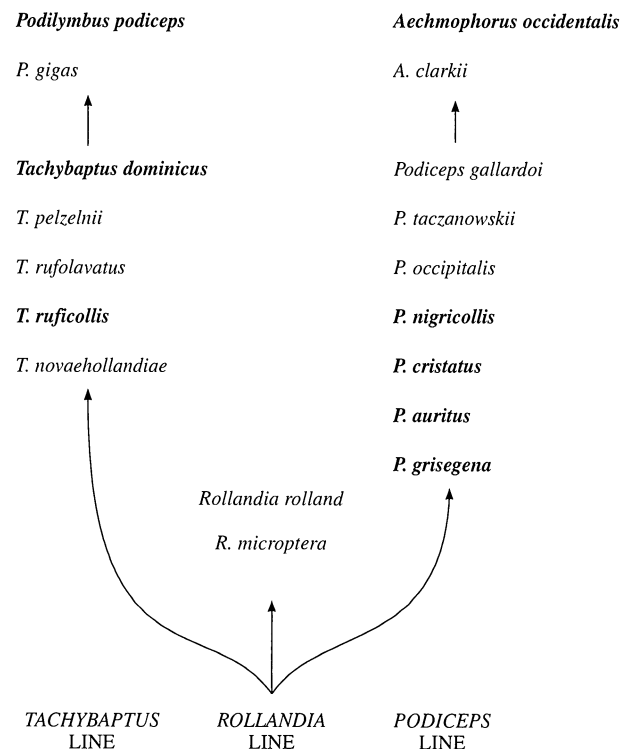 Podilymbus podiceps
P. gigas
Tachybaptus dominicus
T. pelzelnii
T. rufolavatus
T. ruficollis
T. novaehollandiae
Rollandia rolland
R. microptera
Aechmophorus occidentalis
A. clarkii
Podiceps gallardoi
P. taczanowskii
P. occipitalis
P. nigricollis
P. cristatus
P. auritus
P. grisegena
TACHYBAPTUS
LINE
ROLLANDIA
LINE
PODICEPS
LINE